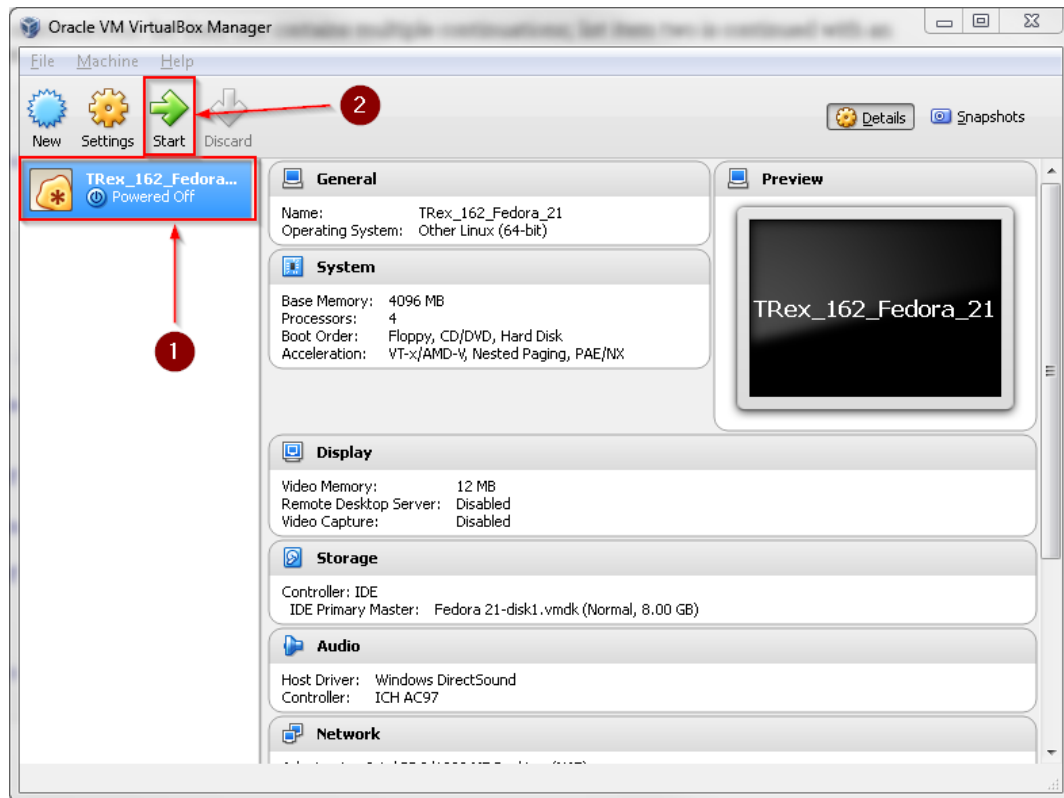 Oracle VM VirtualBox Manager
File Machine Help
New Settings Start Discard
2
Details Snapshots
TRex_162_Fedora...
Powered Off
1
General
Name: TRex_162_Fedora_21
Operating System: Other Linux (64-bit)
Preview
TRex_162_Fedora_21
System
Base Memory: 4096 MB
Processors: 4
Boot Order: Floppy, CD/DVD, Hard Disk
Acceleration: VT-x/AMD-V, Nested Paging, PAE/NX
Display
Video Memory: 12 MB
Remote Desktop Server: Disabled
Video Capture: Disabled
Storage
Controller: IDE
IDE Primary Master: Fedora 21-disk1.vmdk (Normal, 8.00 GB)
Audio
Host Driver: Windows DirectSound
Controller: ICH AC97
Network